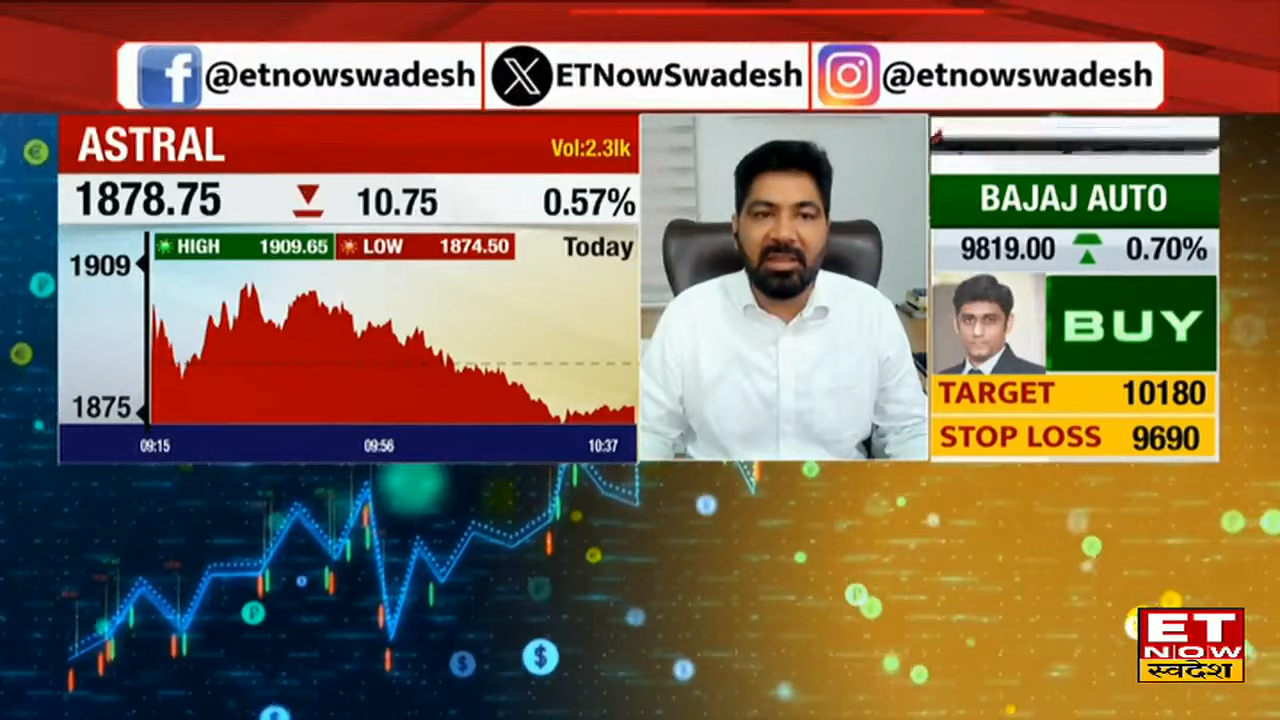 @etnowswadesh
ETNowSwadesh
@etnowswadesh
ASTRAL
Vol:2.3lk
1878.75 10.75 0.57%
HIGH 1909.65 LOW 1874.50 Today
1909
1875
09:15 09:56 10:37
BAJAJ AUTO
9819.00 0.70%
BUY
TARGET 10180
STOP LOSS 9690
ET
NOW
स्वदेश